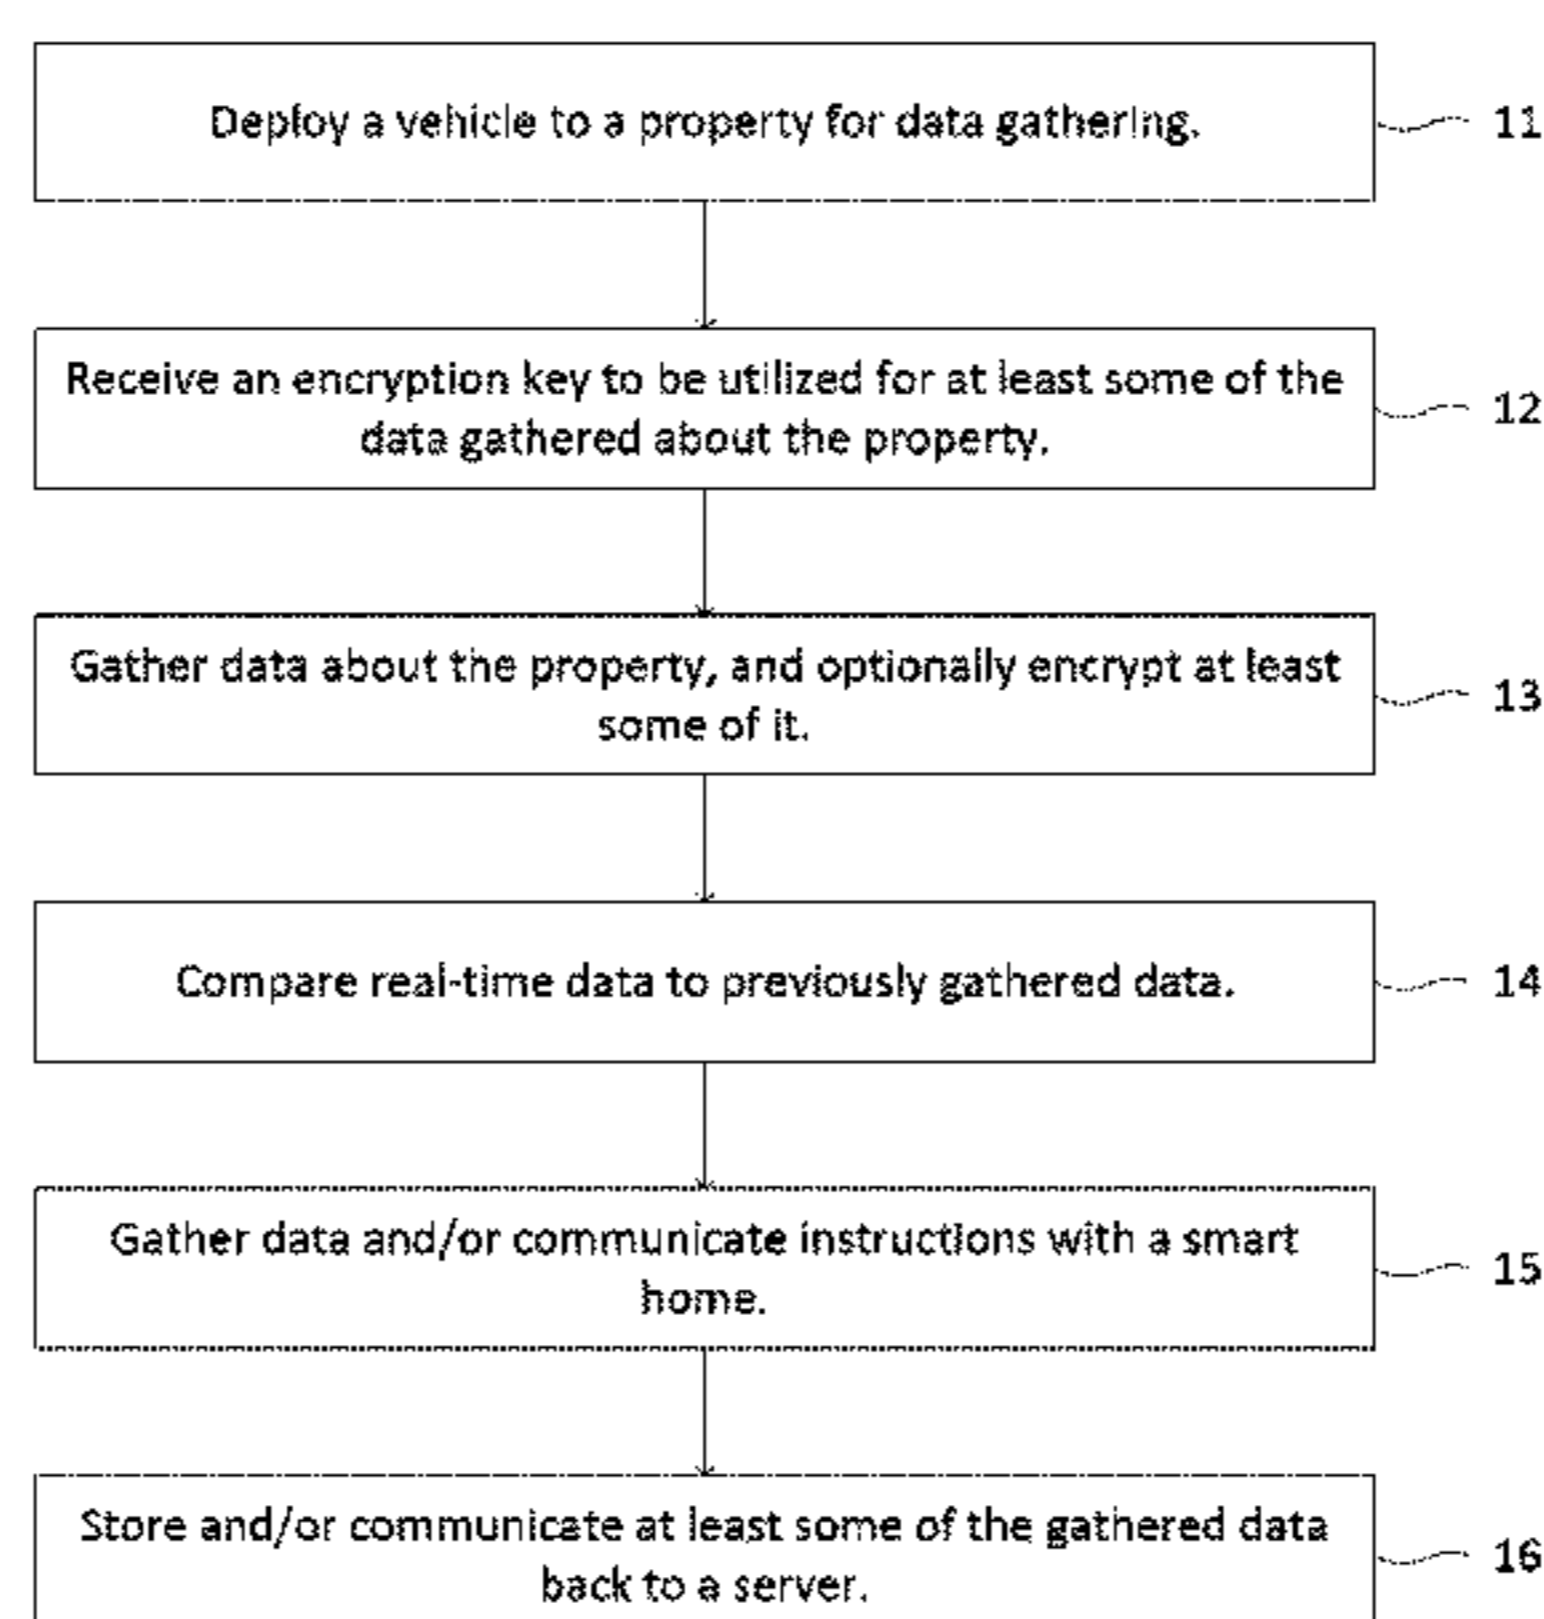 Deploy a vehicle to a property for data gathering.
11
Receive an encryption key to be utilized for at least some of the
data gathered about the property.
12
Gather data about the property, and optionally encrypt at least
some of it.
13
Compare real-time data to previously gathered data.
14
Gather data and/or communicate instructions with a smart
home.
15
Store and/or communicate at least some of the gathered data
back to a server.
16